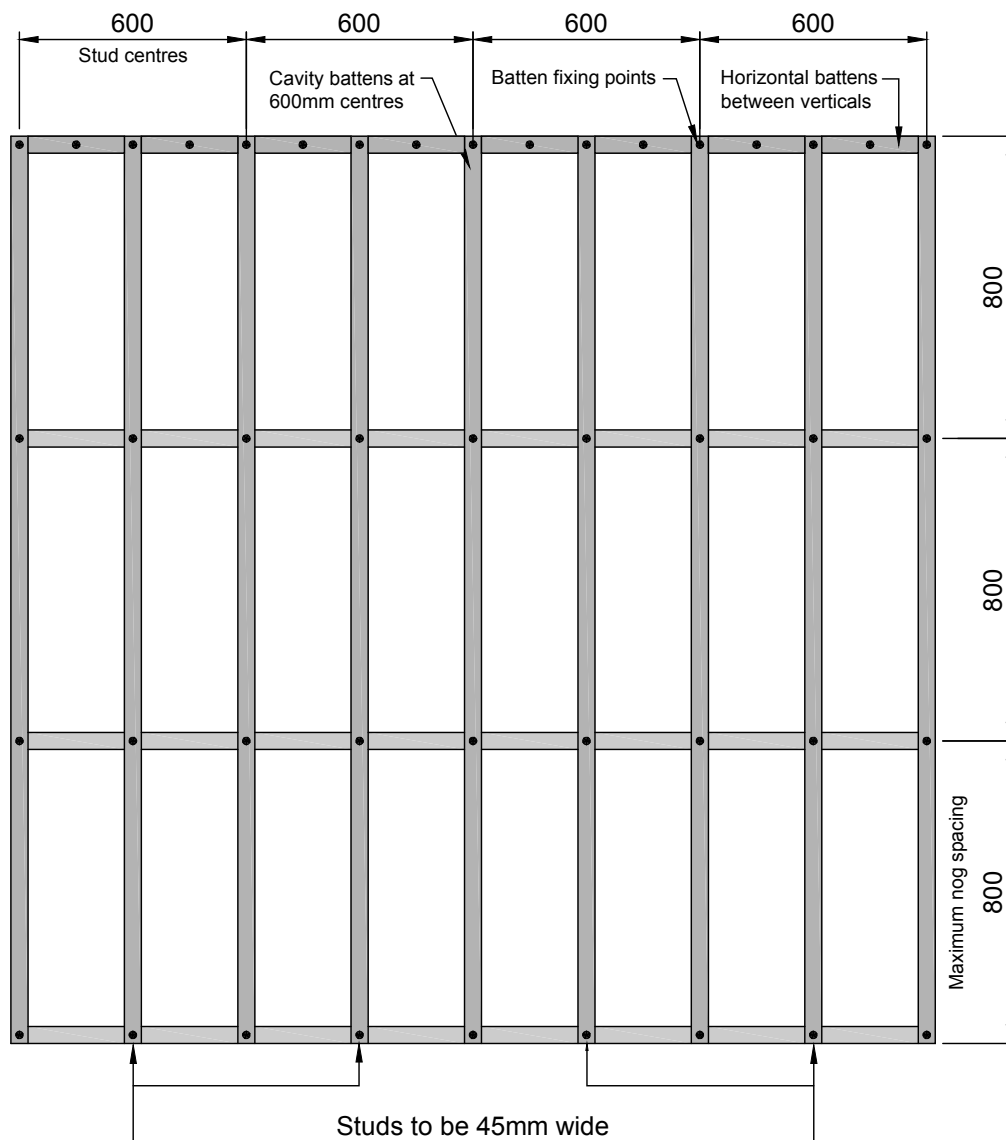 600
600
600
600
Stud centres
Cavity battens at
600mm centres
Batten fixing points
Horizontal battens
between verticals
800
800
800
Maximum nog spacing
Studs to be 45mm wide